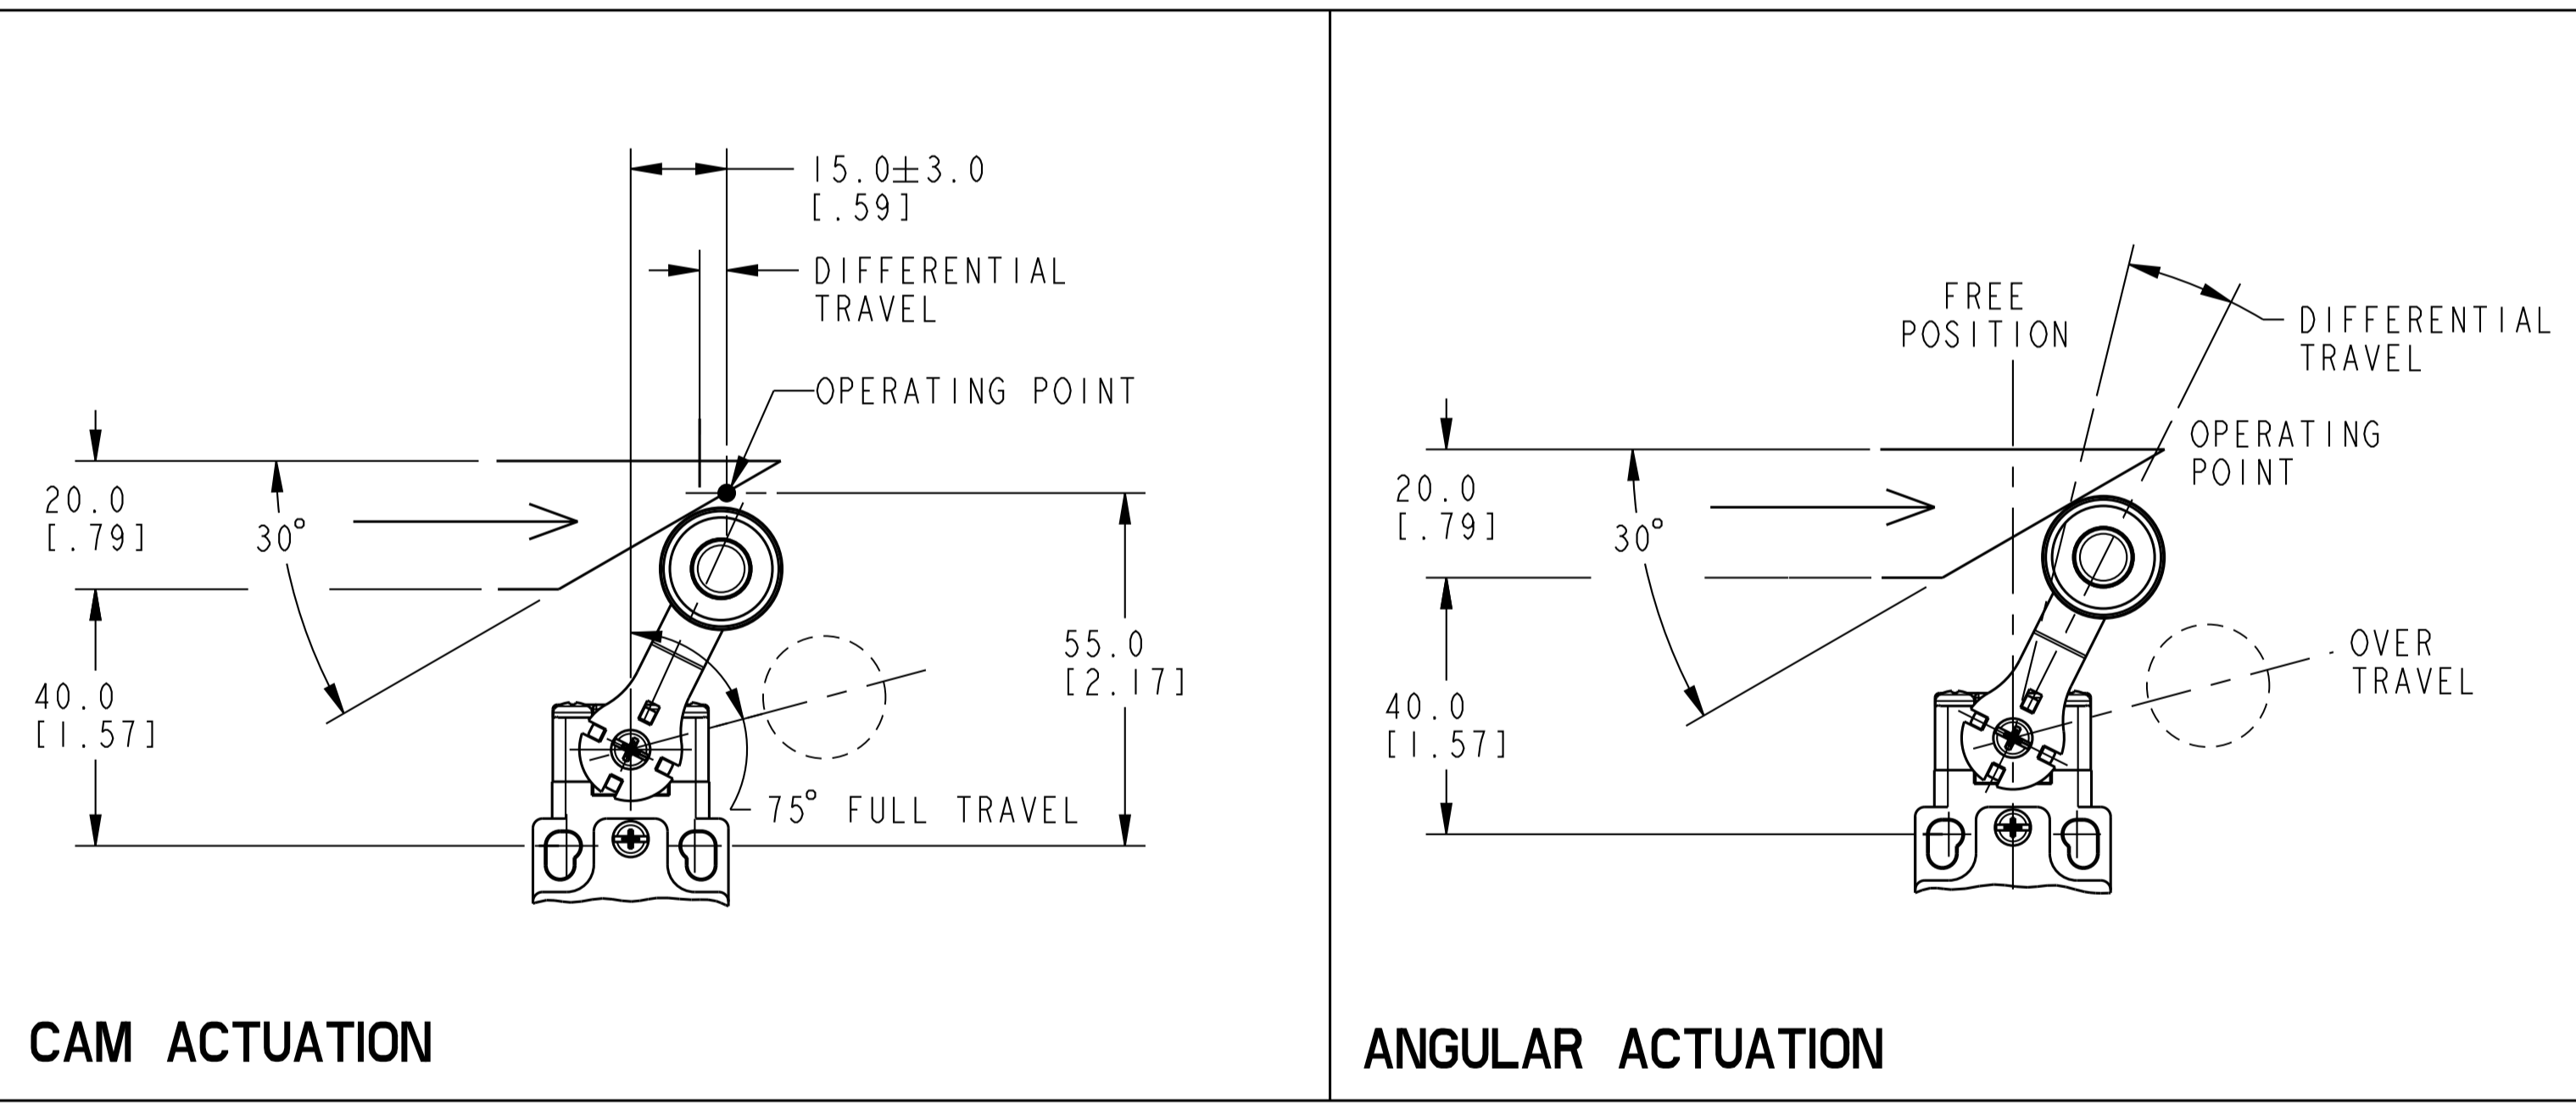 15.0±3.0
[.59]
DIFFERENTIAL
TRAVEL
OPERATING POINT
20.0
[.79]
30°
40.0
[1.57]
55.0
[2.17]
75° FULL TRAVEL
CAM ACTUATION
FREE
POSITION
DIFFERENTIAL
TRAVEL
OPERATING
POINT
20.0
[.79]
30°
OVER
TRAVEL
40.0
[1.57]
ANGULAR ACTUATION